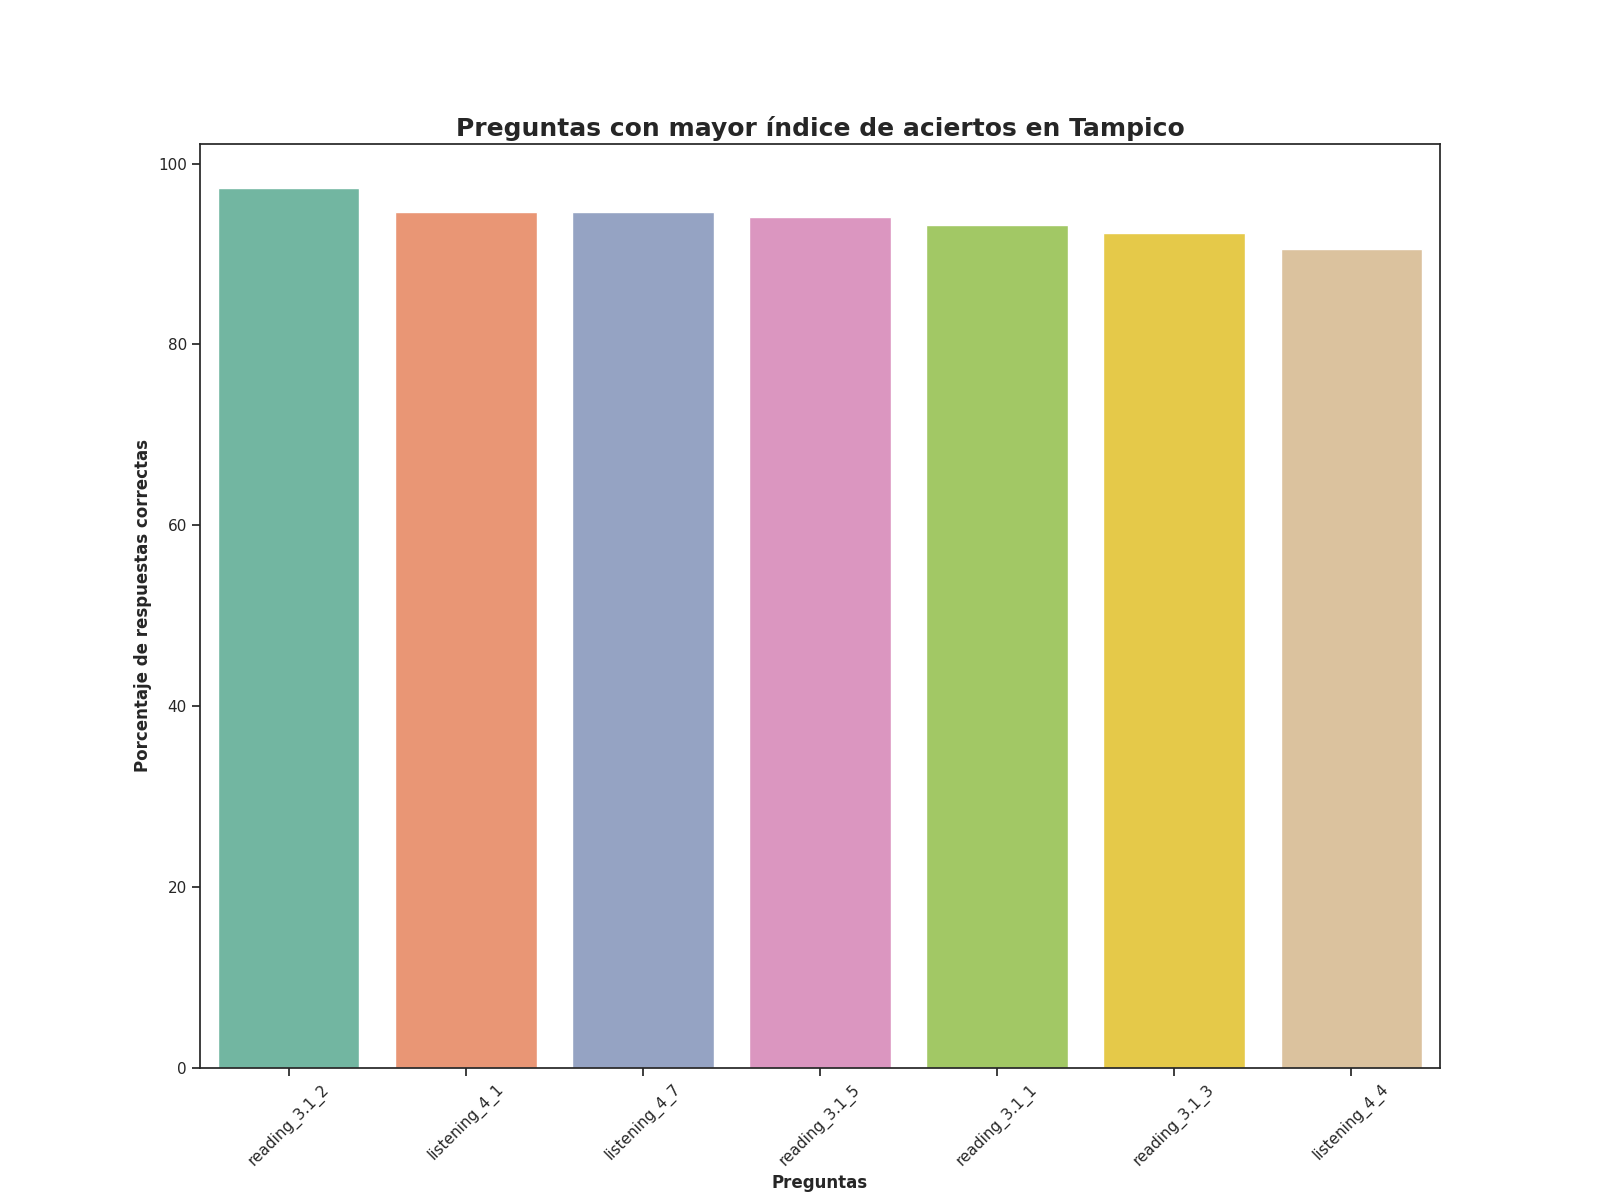 Preguntas con mayor índice de aciertos en Tampico
Porcentaje de respuestas correctas
100
80
60
40
20
0
reading_3.1_2
listening_4_1
listening_4_7
reading_3.1_5
reading_3.1_1
reading_3.1_3
listening_4_4
Preguntas